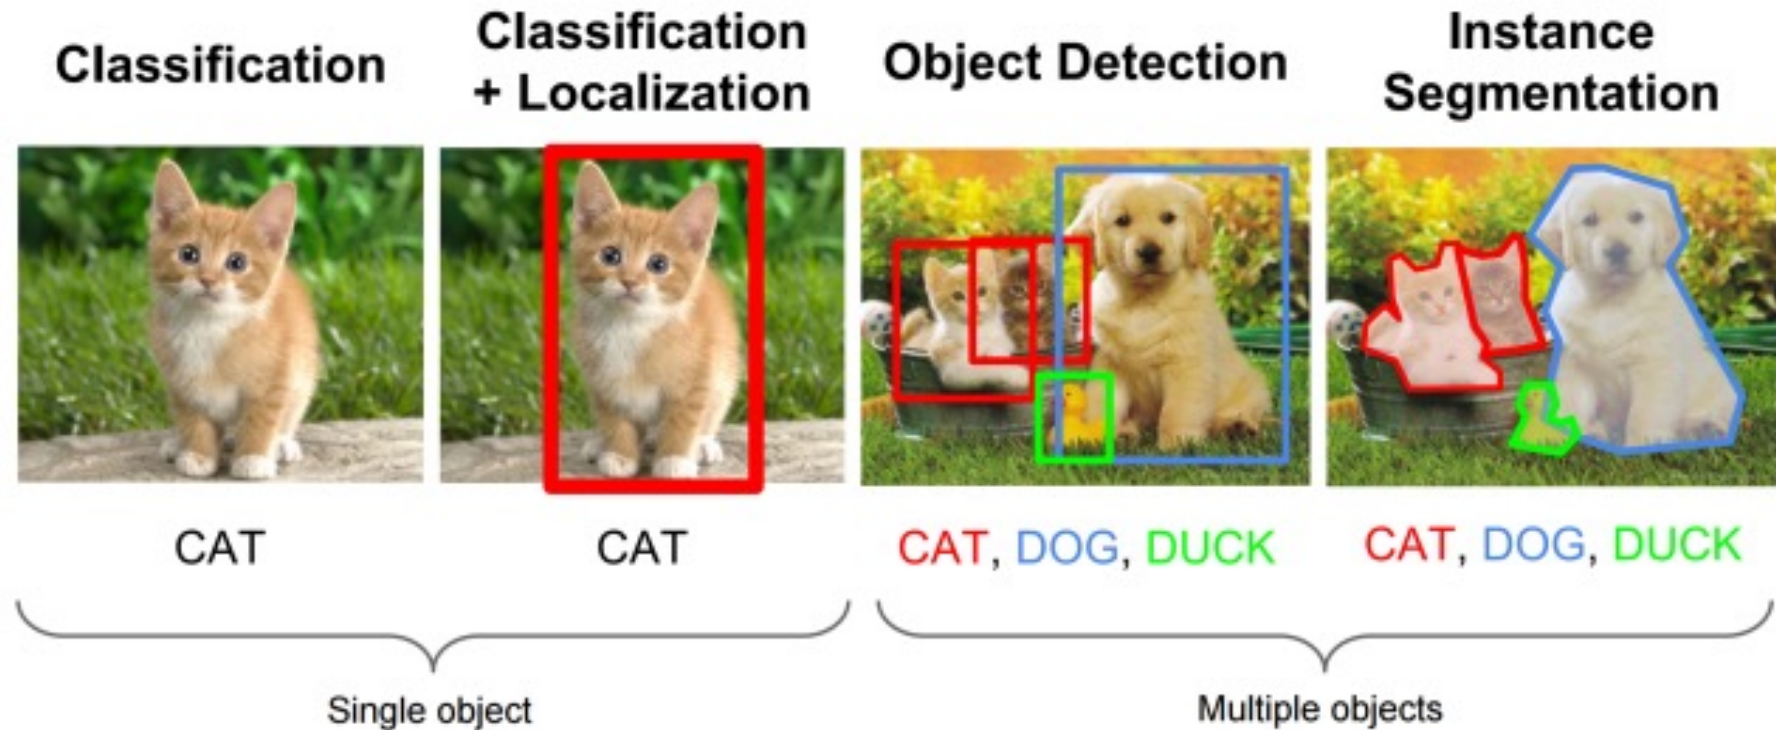 Classification
Classification
+ Localization
Object Detection
Instance
Segmentation
CAT
CAT
CAT, DOG, DUCK
CAT, DOG, DUCK
Single object
Multiple objects